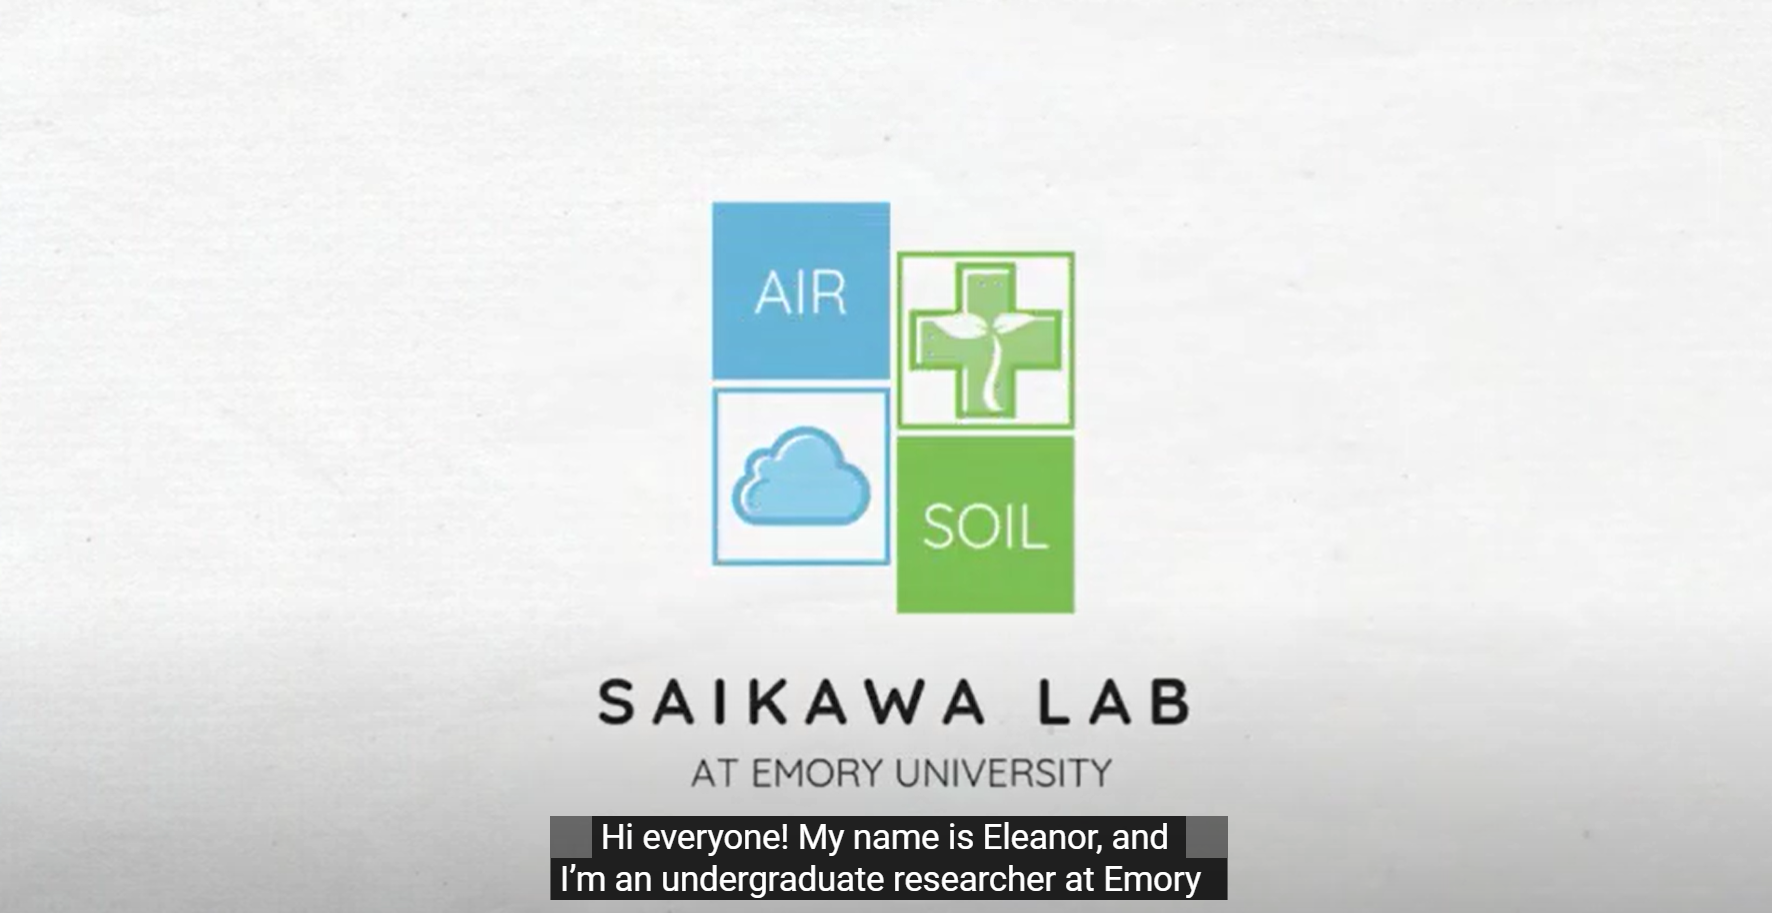 AIR
SOIL
SAIKAWA LAB
AT EMORY UNIVERSITY
Hi everyone! My name is Eleanor, and
I’m an undergraduate researcher at Emory